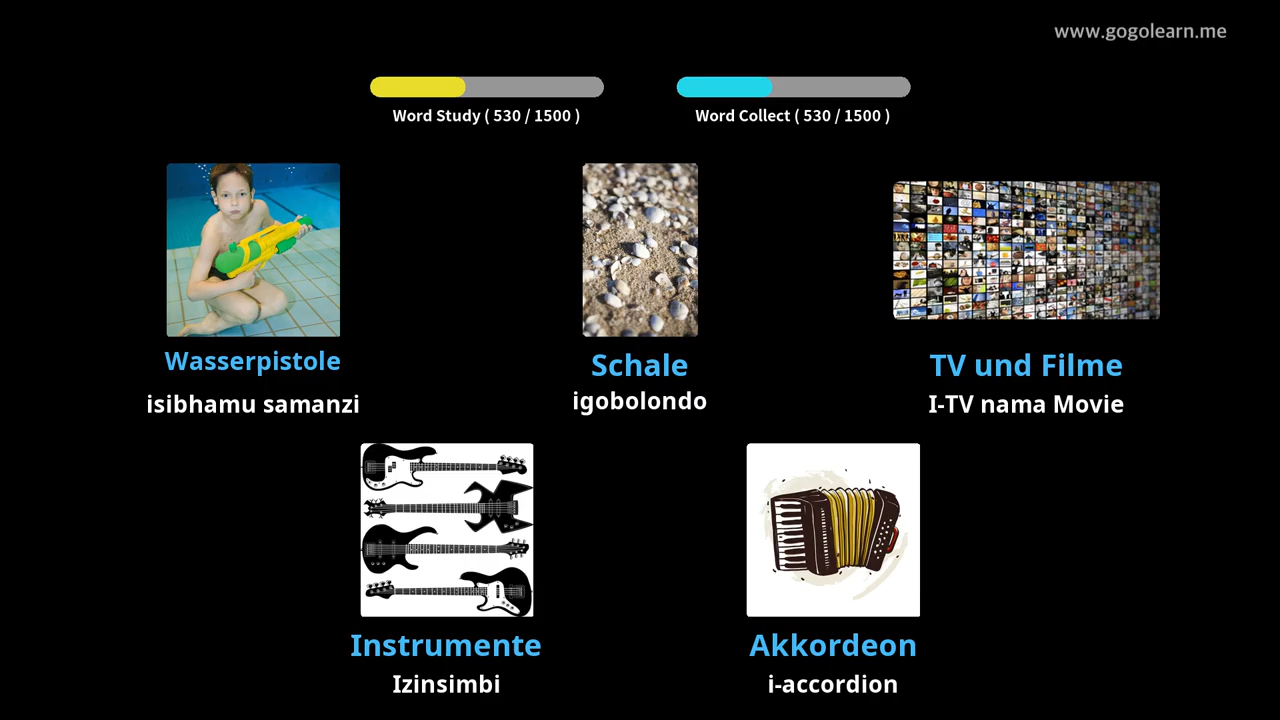 www.gogolearn.me
Word Study ( 530 / 1500 )
Word Collect ( 530 / 1500 )
Wasserpistole
isibhamu samanzi
Schale
igobolondo
TV und Filme
I-TV nama Movie
Instrumente
Izinsimbi
Akkordeon
i-accordion